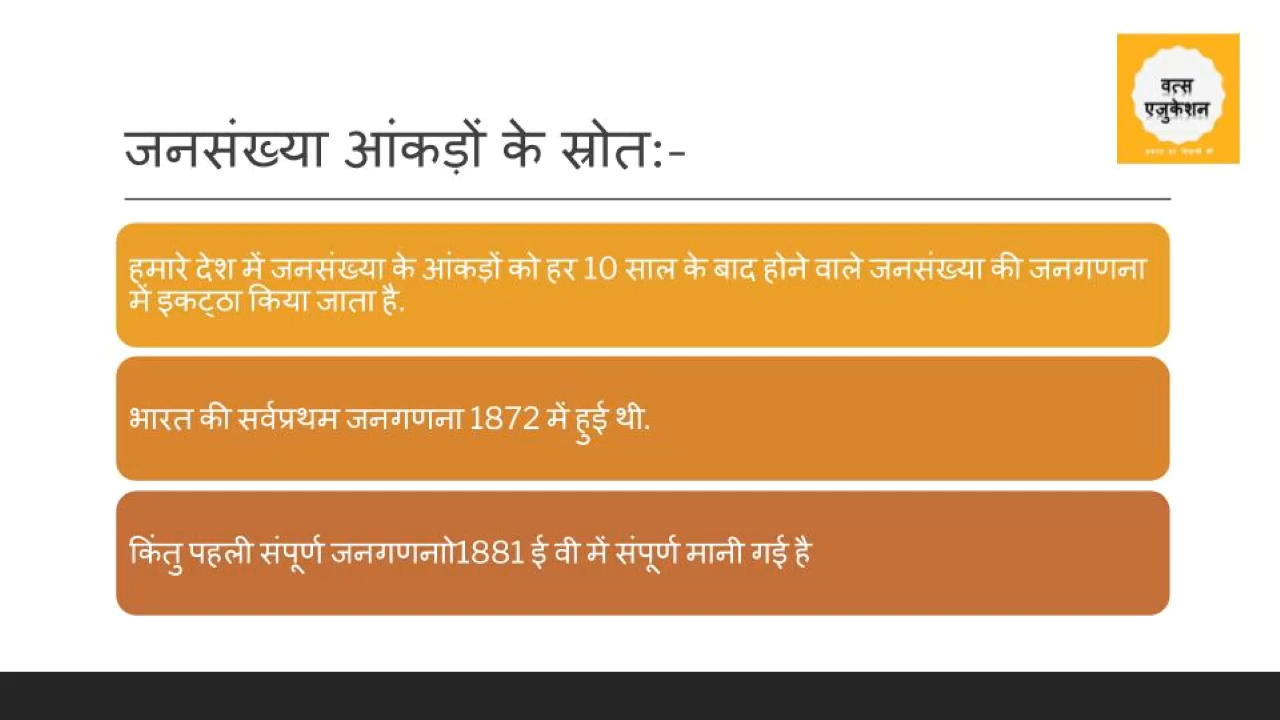 वत्स
एजुकेशन
जनसंख्या आंकड़ों के स्रोत:-
हमारे देश में जनसंख्या के आंकड़ों को हर 10 साल के बाद होने वाले जनसंख्या की जनगणना
में इकट्ठा किया जाता है.
भारत की सर्वप्रथम जनगणना 1872 में हुई थी.
किंतु पहली संपूर्ण जनगणनाो1881 ई वी में संपूर्ण मानी गई है